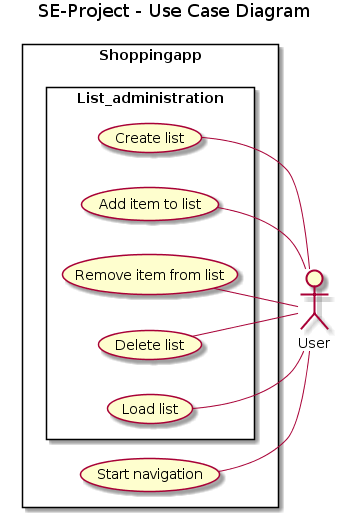 SE-Project - Use Case Diagram
Shoppingapp
List_administration
Create list
Add item to list
Remove item from list
Delete list
Load list
Start navigation
User